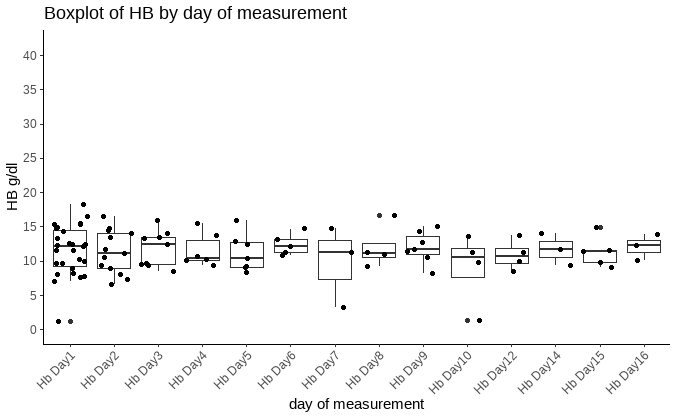 Boxplot of HB by day of measurement
HB g/dl
40
35
30
25
20
15
10
5
0
Hb Day1
Hb Day2
Hb Day3
Hb Day4
Hb Day5
Hb Day6
Hb Day7
Hb Day8
Hb Day9
Hb Day10
Hb Day12
Hb Day14
Hb Day15
Hb Day16
day of measurement